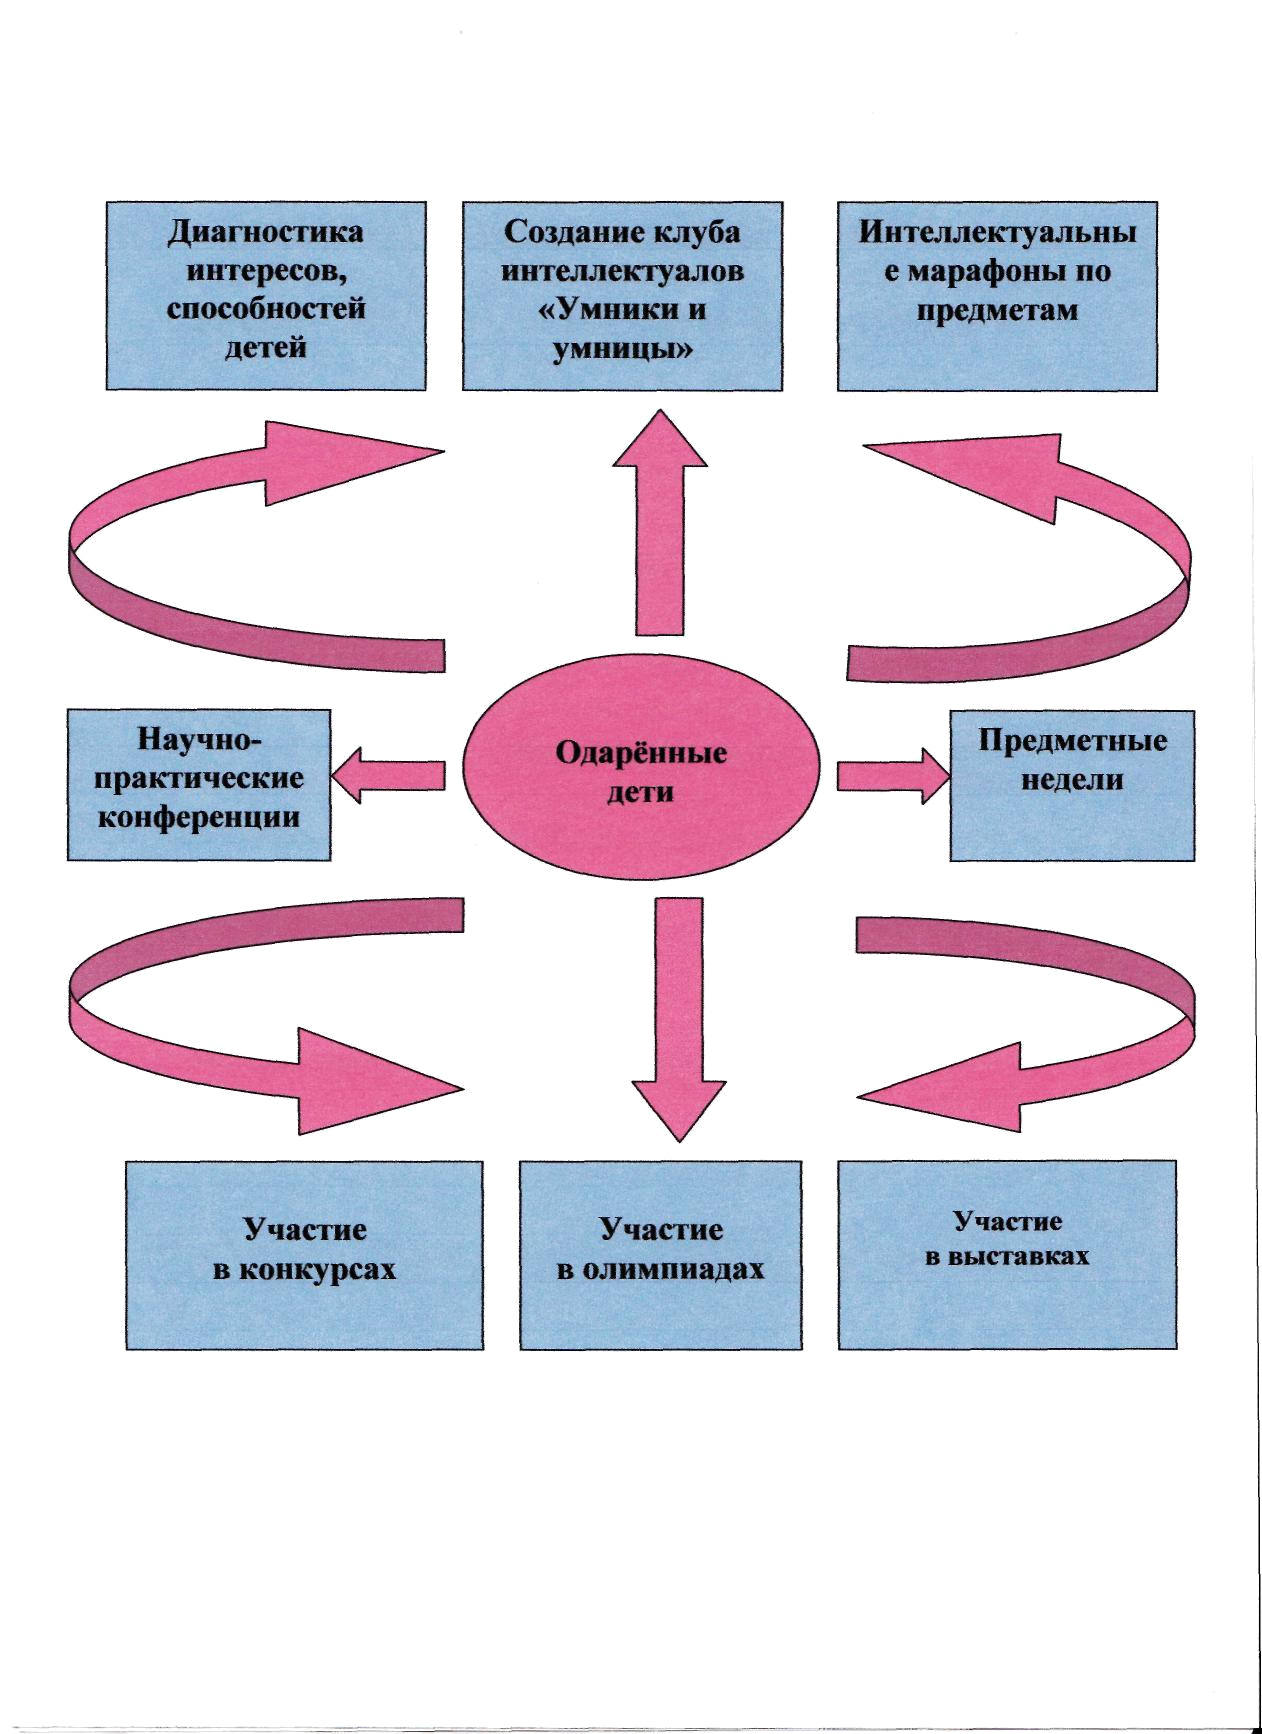 Диагностика
интересов,
способностей
детей
Создание клуба
интеллектуалов
«Умники и
умницы»
Интеллектуальны
е марафоны по
предметам
Научно-
практические
конференции
Одарённые
дети
Предметные
недели
Участие
в конкурсах
Участие
в олимпиадах
Участие
в выставках